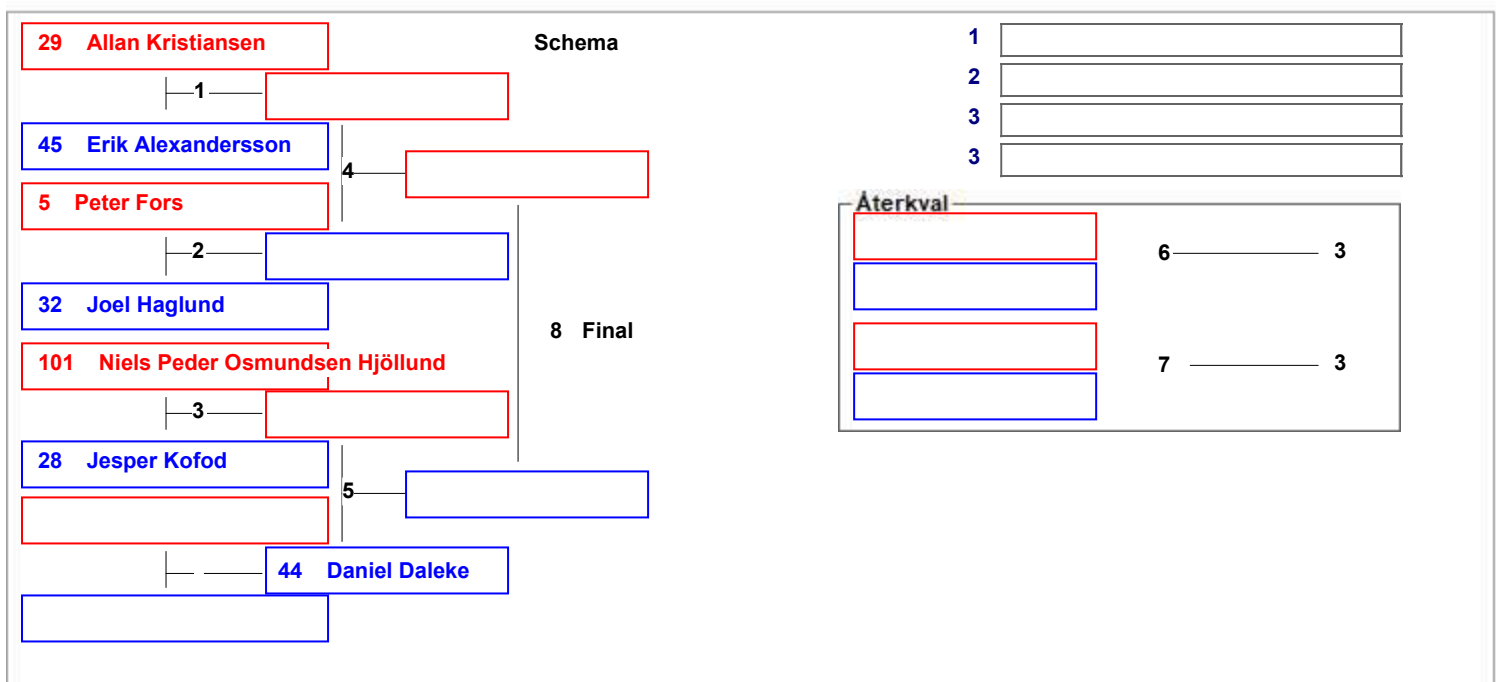 29 Allan Kristiansen
Schema
1
45 Erik Alexandersson
4
5 Peter Fors
2
32 Joel Haglund
8 Final
101 Niels Peder Osmundsen Hjöllund
3
28 Jesper Kofod
5
44 Daniel Daleke
1
2
3
3
Återkval
6 3
7 3